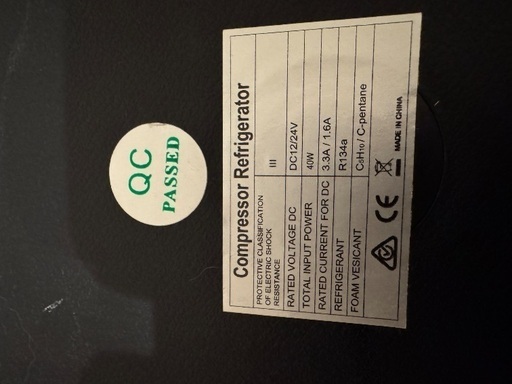 QC
PASSED
Compressor Refrigerator
PROTECTIVE CLASSIFICATION
OF ELECTRIC SHOCK
RESISTANCE
III
RATED VOLTAGE DC
DC12/24V
TOTAL INPUT POWER
40W
RATED CURRENT FOR DC
3.3A / 1.6A
REFRIGERANT
R134a
FOAM VESICANT
C5H10 / C-pentane
CE
MADE IN CHINA